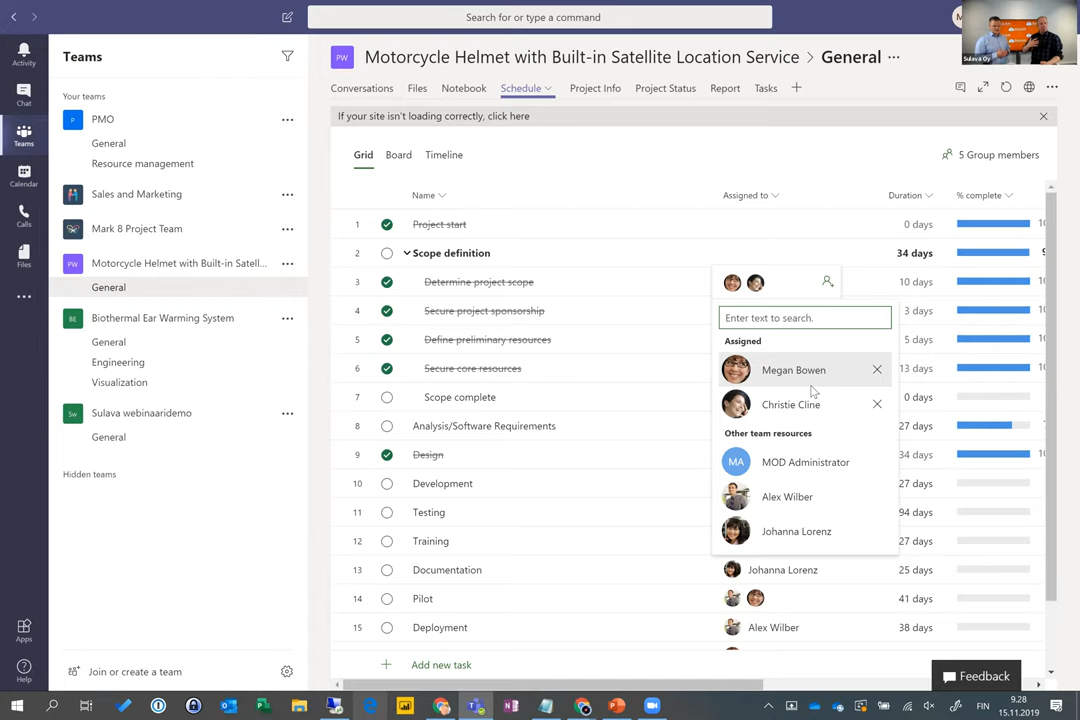 Search for or type a command
Sulava Oy
Activity
Chat
Teams
Calendar
Calls
Files
Apps
Help
Teams
Your teams
P
PMO
General
Resource management
Sales and Marketing
Mark 8 Project Team
PW
Motorcycle Helmet with Built-in Satell...
General
BE
Biothermal Ear Warming System
General
Engineering
Visualization
Sw
Sulava webinaaridemo
General
Hidden teams
Join or create a team
PW
Motorcycle Helmet with Built-in Satellite Location Service > General ...
Conversations Files Notebook Schedule Project Info Project Status Report Tasks
If your site isn't loading correctly, click here
Grid Board Timeline
5 Group members
Name Assigned to Duration % complete
1 Project start 0 days
2 Scope definition 34 days
3 Determine project scope 10 days
4 Secure project sponsorship 3 days
5 Define preliminary resources 5 days
6 Secure core resources 13 days
7 Scope complete 0 days
8 Analysis/Software Requirements 27 days
9 Design 34 days
10 Development 27 days
11 Testing 94 days
12 Training 27 days
13 Documentation Johanna Lorenz 25 days
14 Pilot 41 days
15 Deployment Alex Wilber 38 days
Add new task
Enter text to search.
Assigned
Megan Bowen
Christie Cline
Other team resources
MA MOD Administrator
Alex Wilber
Johanna Lorenz
Feedback
FIN
9.28
15.11.2019